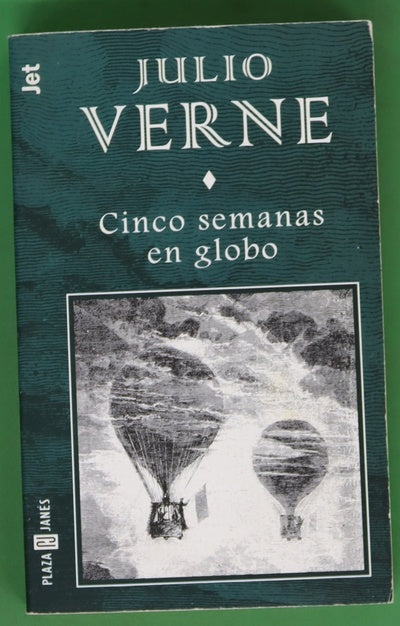 Jet
JULIO
VERNE
Cinco semanas
en globo
PLAZA JANÉS